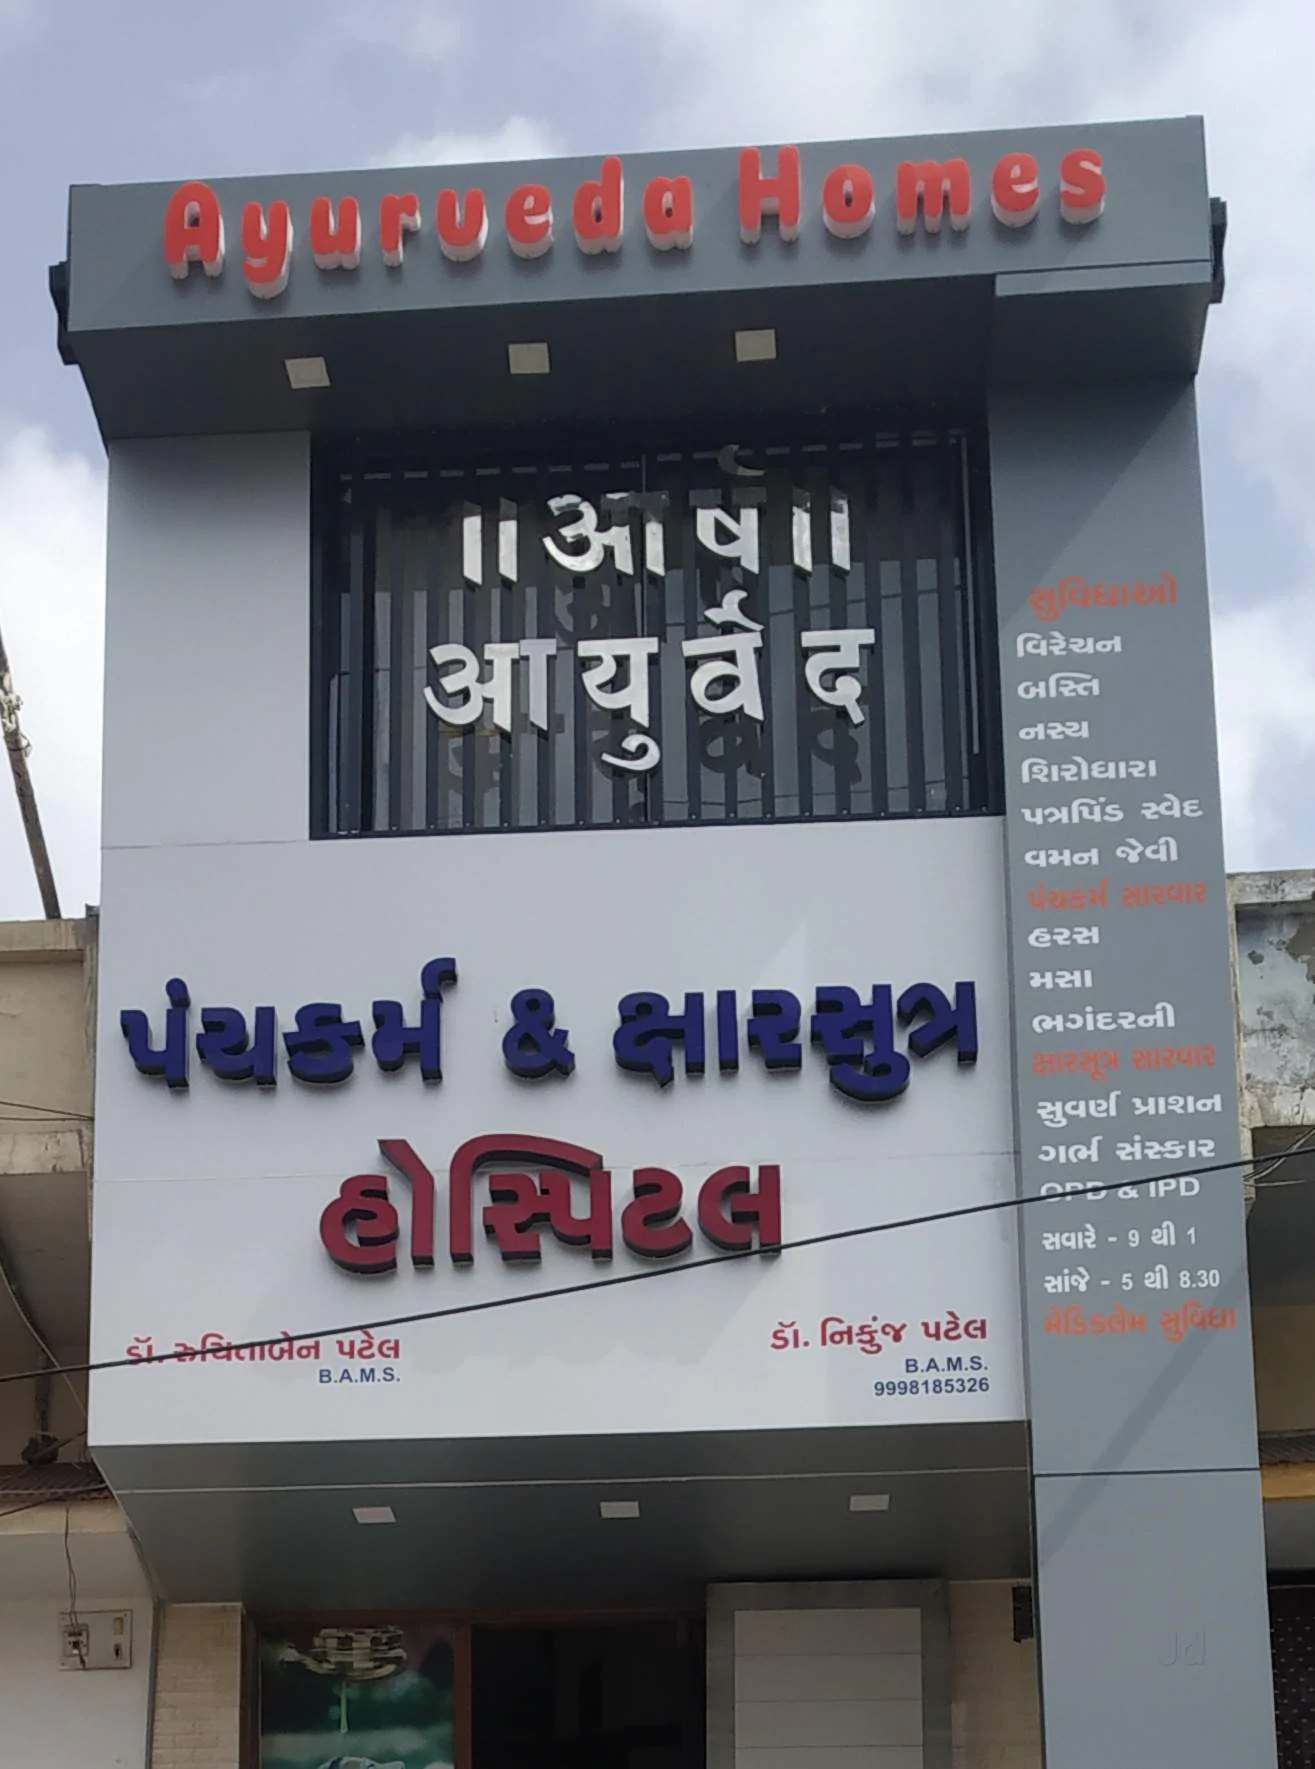 Ayurveda Homes
॥ आर्ष ॥
आयुर्वेद
પંચકર્મ & ક્ષારસુત્ર
હોસ્પિટલ
ડૉ. રુચિતાબેન પટેલ
B.A.M.S.
ડૉ. નિકુંજ પટેલ
B.A.M.S.
9998185326
સુવિધાઓ
વિરેચન
બસ્તિ
નસ્ય
શિરોધારા
પત્રપિંડ સ્વેદ
વમન જેવી
પંચકર્મ સારવાર
હરસ
મસા
ભગંદરની
ક્ષારસૂત્ર સારવાર
સુવર્ણ પ્રાશન
ગર્ભ સંસ્કાર
OPD & IPD
સવારે - 9 થી 1
સાંજે - 5 થી 8.30
મેડિકલેમ સુવિધા
Jd